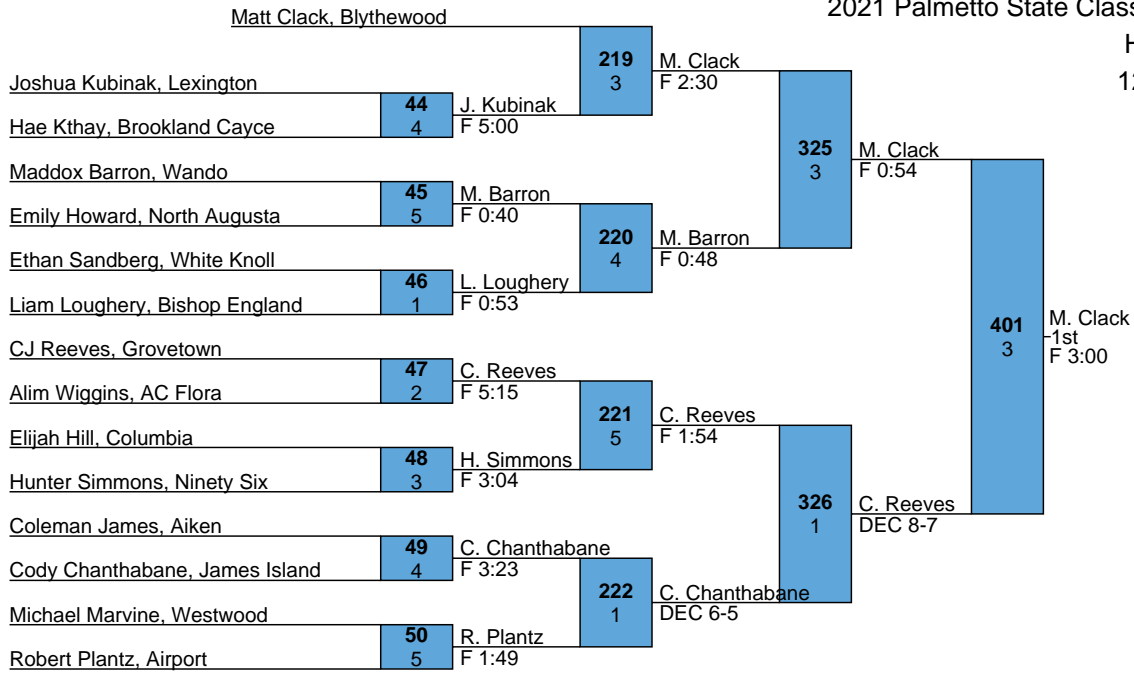 2021 Palmetto State Class
H
12
Matt Clack, Blythewood
219
3
M. Clack
F 2:30
Joshua Kubinak, Lexington
44
4
J. Kubinak
F 5:00
Hae Kthay, Brookland Cayce
325
3
M. Clack
F 0:54
Maddox Barron, Wando
45
5
M. Barron
F 0:40
Emily Howard, North Augusta
220
4
M. Barron
F 0:48
Ethan Sandberg, White Knoll
46
1
L. Loughery
F 0:53
Liam Loughery, Bishop England
401
3
M. Clack
1st
F 3:00
CJ Reeves, Grovetown
47
2
C. Reeves
F 5:15
Alim Wiggins, AC Flora
221
5
C. Reeves
F 1:54
Elijah Hill, Columbia
48
3
H. Simmons
F 3:04
Hunter Simmons, Ninety Six
326
1
C. Reeves
DEC 8-7
Coleman James, Aiken
49
4
C. Chanthabane
F 3:23
Cody Chanthabane, James Island
222
1
C. Chanthabane
DEC 6-5
Michael Marvine, Westwood
50
5
R. Plantz
F 1:49
Robert Plantz, Airport